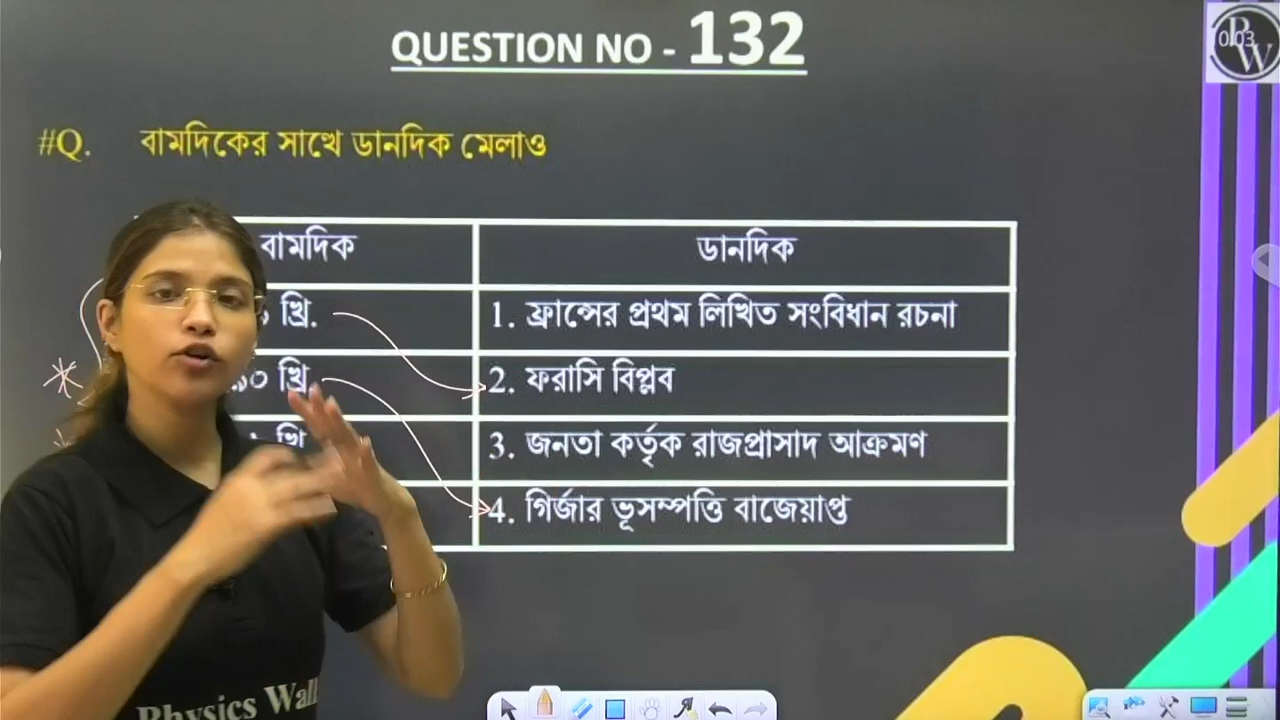 QUESTION NO - 132
#Q. বামদিকের সাথে ডানদিক মেলাও
বামদিক ডানদিক
খ্রি. 1. ফ্রান্সের প্রথম লিখিত সংবিধান রচনা
খ্রি. 2. ফরাসি বিপ্লব
3. জনতা কর্তৃক রাজপ্রাসাদ আক্রমণ
4. গির্জার ভূসম্পত্তি বাজেয়াপ্ত
Physics Wall